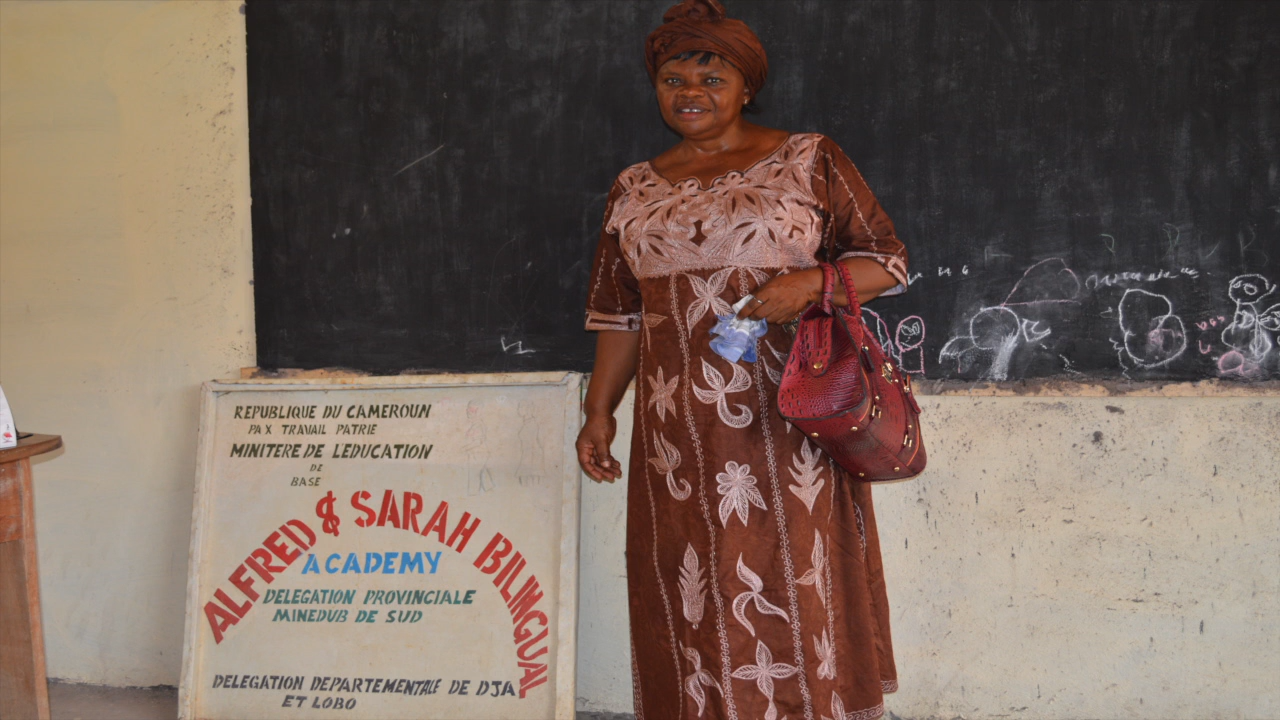 REPUBLIQUE DU CAMEROUN
PAX TRAVAIL PATRIE
MINITERE DE L'EDUCATION
DE
BASE
ALFRED & SARAH BILINGUAL
ACADEMY
DELEGATION PROVINCIALE
MINEDUB DE SUD
DELEGATION DEPARTEMENTALE DE DJA
ET LOBO